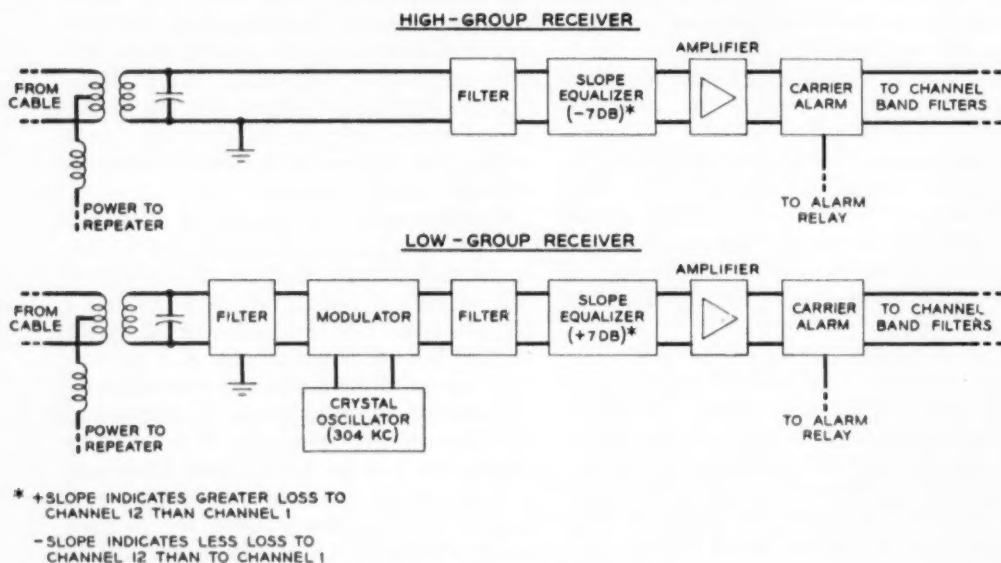 HIGH-GROUP RECEIVER
AMPLIFIER
FROM
CABLE
FILTER
SLOPE
EQUALIZER
(-7DB)*
CARRIER
ALARM
TO CHANNEL
BAND FILTERS
POWER TO
REPEATER
TO ALARM
RELAY
LOW-GROUP RECEIVER
AMPLIFIER
FROM
CABLE
FILTER
MODULATOR
FILTER
SLOPE
EQUALIZER
(+7DB)*
CARRIER
ALARM
TO CHANNEL
BAND FILTERS
CRYSTAL
OSCILLATOR
(304 KC)
POWER TO
REPEATER
TO ALARM
RELAY
* +SLOPE INDICATES GREATER LOSS TO
CHANNEL 12 THAN CHANNEL 1
-SLOPE INDICATES LESS LOSS TO
CHANNEL 12 THAN TO CHANNEL 1